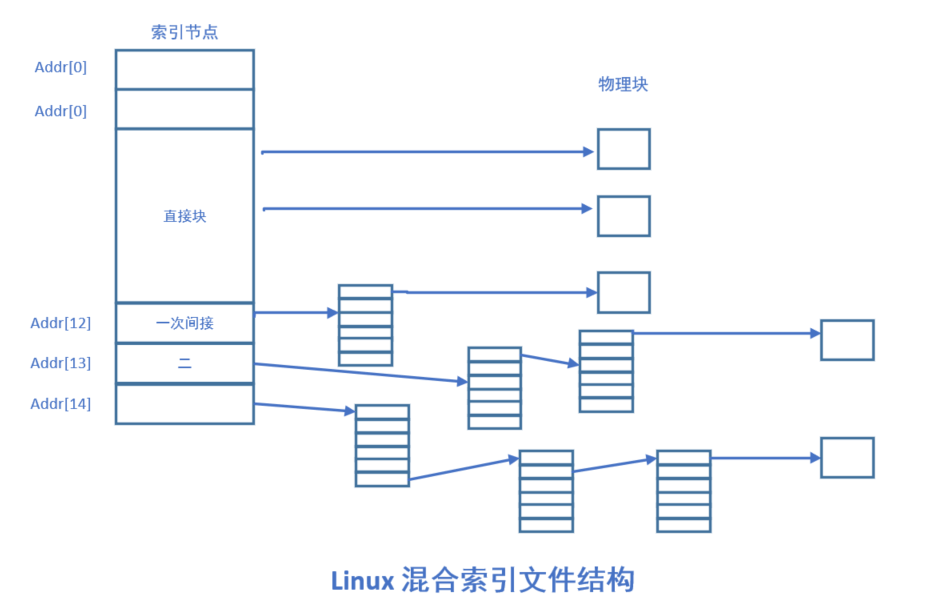 索引节点
Addr[0]
物理块
Addr[0]
直接块
Addr[12]
一次间接
Addr[13]
二
Addr[14]
Linux 混合索引文件结构